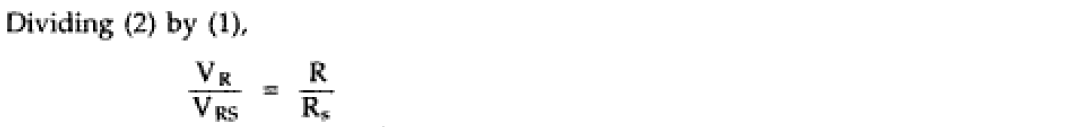 Dividing (2) by (1),
V_R / V_RS = R / R_s